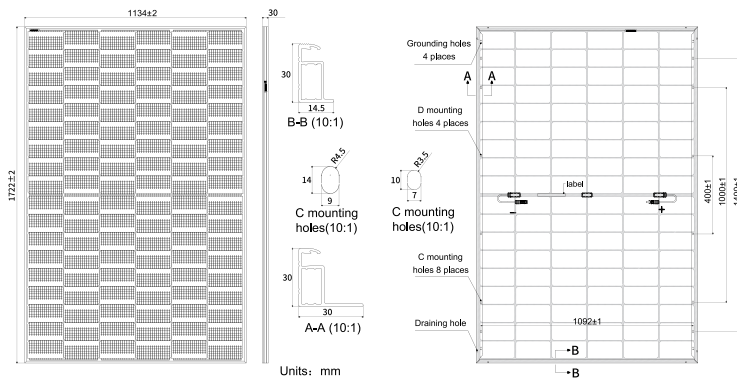 1134±2
30
1722±2
30
14.5
B-B (10:1)
R4.5
14
9
C mounting
holes(10:1)
R3.5
10
7
C mounting
holes(10:1)
30
30
A-A (10:1)
Units: mm
Grounding holes
4 places
A
A
D mounting
holes 4 places
label
-
+
C mounting
holes 8 places
Draining hole
1092±1
B
B
400±1
1000±1
1400±1